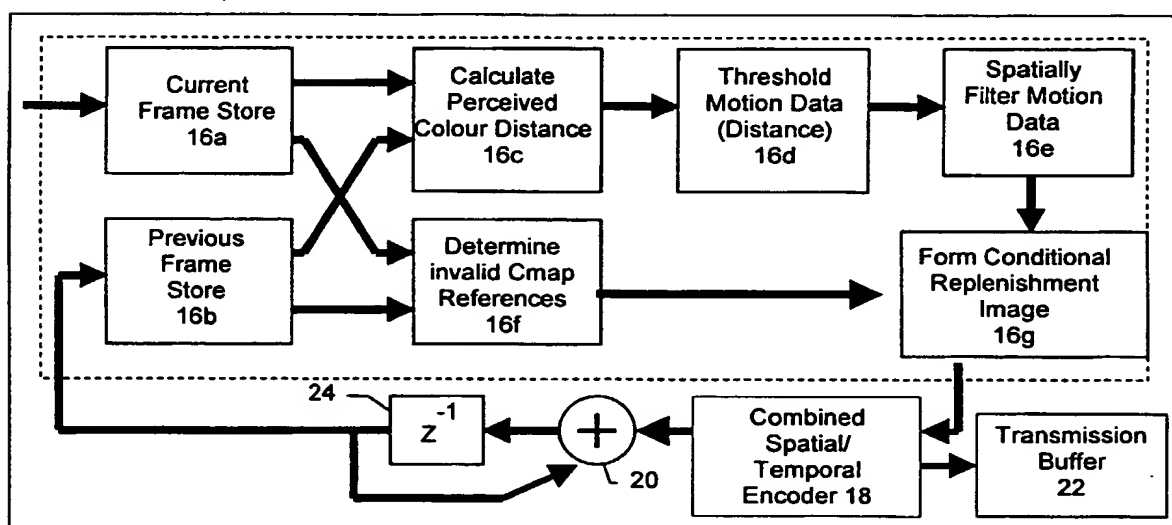 Current
Frame Store
16a
Calculate
Perceived
Colour Distance
16c
Threshold
Motion Data
(Distance)
16d
Spatially
Filter Motion
Data
16e
Previous
Frame
Store
16b
Determine
invalid Cmap
References
16f
Form Conditional
Replenishment
Image
16g
24
z-1
+
20
Combined
Spatial/
Temporal
Encoder 18
Transmission
Buffer
22